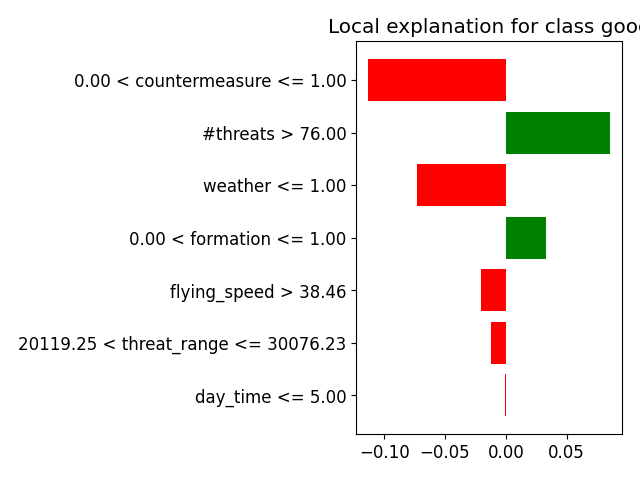 Local explanation for class good
0.00 < countermeasure <= 1.00
#threats > 76.00
weather <= 1.00
0.00 < formation <= 1.00
flying_speed > 38.46
20119.25 < threat_range <= 30076.23
day_time <= 5.00
−0.10 −0.05 0.00 0.05